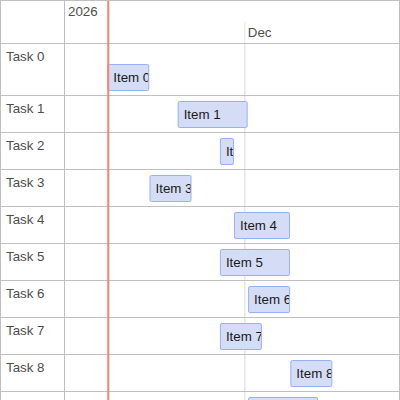 2026
Dec
Task 0
Item 0
Task 1
Item 1
Task 2
It
Task 3
Item 3
Task 4
Item 4
Task 5
Item 5
Task 6
Item 6
Task 7
Item 7
Task 8
Item 8